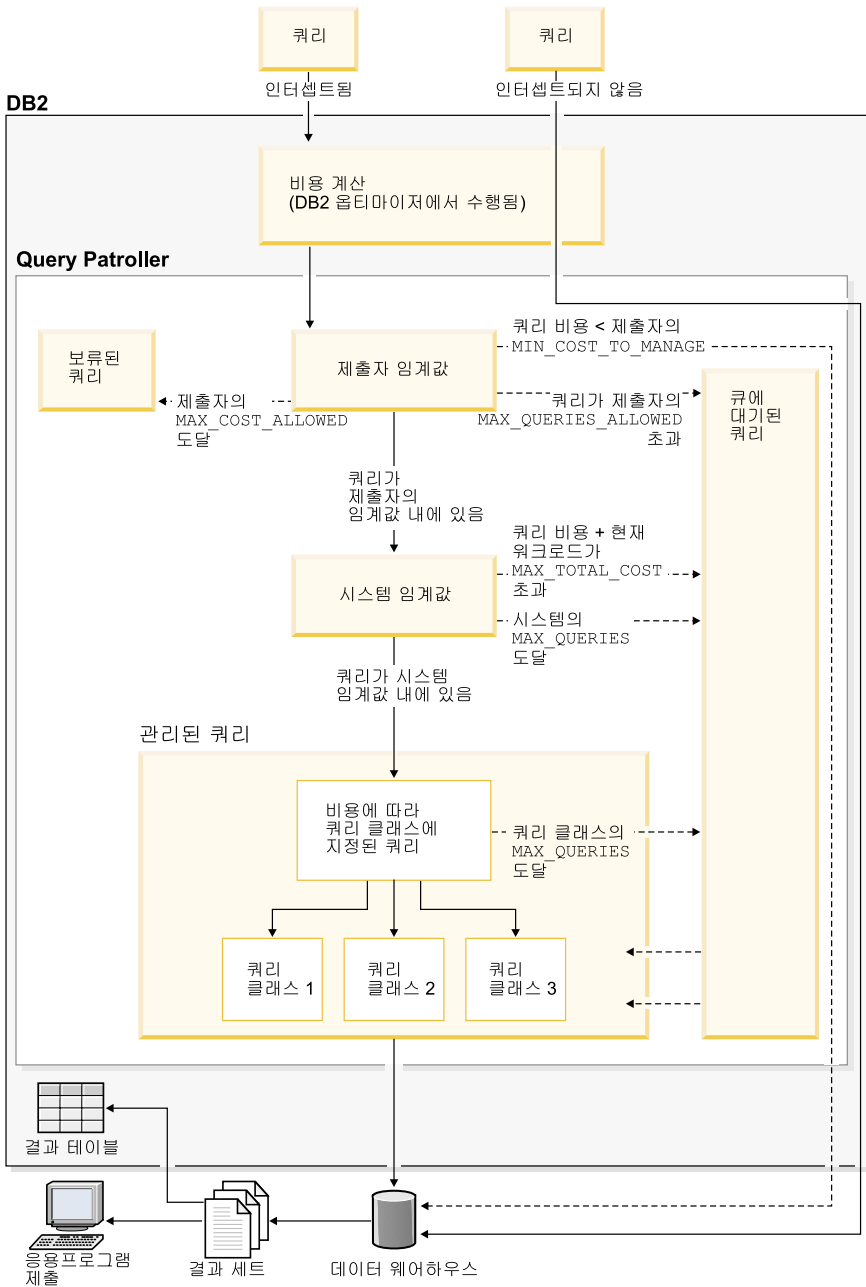 쿼리
쿼리
인터셉트됨
인터셉트되지 않음
DB2
비용 계산
(DB2 옵티마이저에서 수행됨)
Query Patroller
보류된
쿼리
제출자 임계값
쿼리 비용 < 제출자의
MIN_COST_TO_MANAGE
큐에
대기된
쿼리
제출자의
MAX_COST_ALLOWED
도달
쿼리가 제출자의
MAX_QUERIES_ALLOWED
초과
쿼리가
제출자의
임계값 내에 있음
시스템 임계값
쿼리 비용 + 현재
워크로드가
MAX_TOTAL_COST
초과
시스템의
MAX_QUERIES
도달
쿼리가 시스템
임계값 내에 있음
관리된 쿼리
비용에 따라
쿼리 클래스에
지정된 쿼리
쿼리 클래스의
MAX_QUERIES
도달
쿼리
클래스 1
쿼리
클래스 2
쿼리
클래스 3
결과 테이블
응용프로그램
제출
결과 세트
데이터 웨어하우스